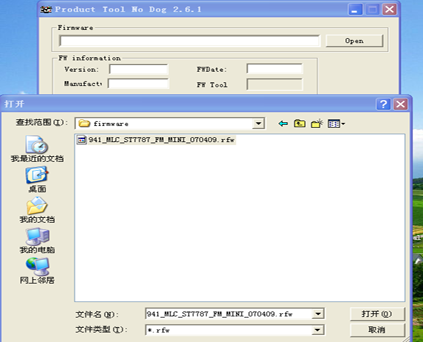 Product Tool No Dog 2.6.1
Firmware
Open
FW information
Version:
FWDate:
Manufact:
FW Tool
打开
查找范围(I):
firmware
941_MLC_ST7787_FM_MINI_070409.rfw
我最近的文档
桌面
我的文档
我的电脑
网上邻居
文件名(N):
941_MLC_ST7787_FM_MINI_070409.rfw
打开(O)
文件类型(T):
*.rfw
取消